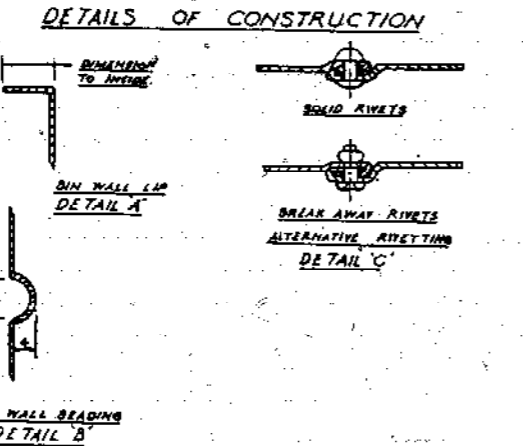 DETAILS OF CONSTRUCTION
DIMENSION
TO INSIDE
BIN WALL LIP
DETAIL 'A'
SOLID RIVETS
BREAK AWAY RIVETS
ALTERNATIVE RIVETTING
DETAIL 'C'
4
WALL BEADING
DETAIL 'B'